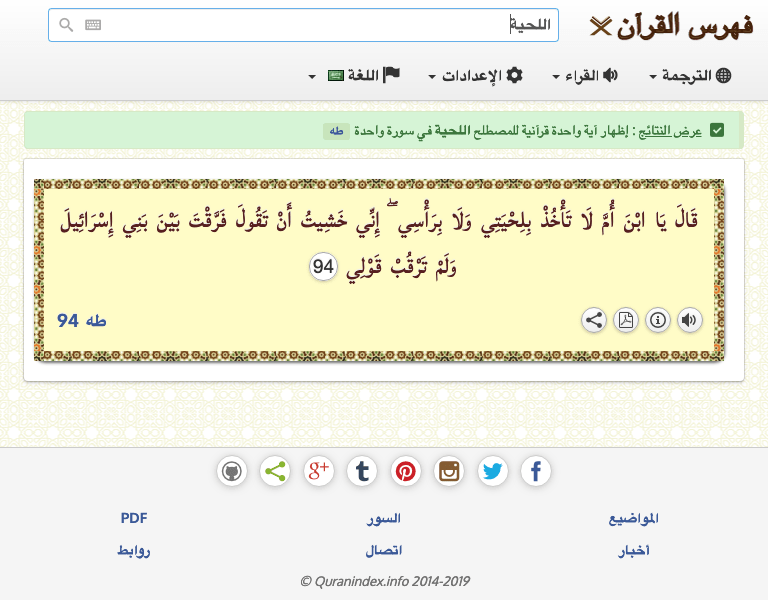 فهرس القرآن
اللحية
الترجمة
القراء
الإعدادات
اللغة
عرض النتائج : إظهار آية واحدة قرآنية للمصطلح اللحية في سورة واحدة طه
قَالَ يَا ابْنَ أُمَّ لَا تَأْخُذْ بِلِحْيَتِي وَلَا بِرَأْسِي ۖ إِنِّي خَشِيتُ أَنْ تَقُولَ فَرَّقْتَ بَيْنَ بَنِي إِسْرَائِيلَ
وَلَمْ تَرْقُبْ قَوْلِي 94
طه 94
المواضيع
السور
PDF
أخبار
اتصال
روابط
© Quranindex.info 2014-2019